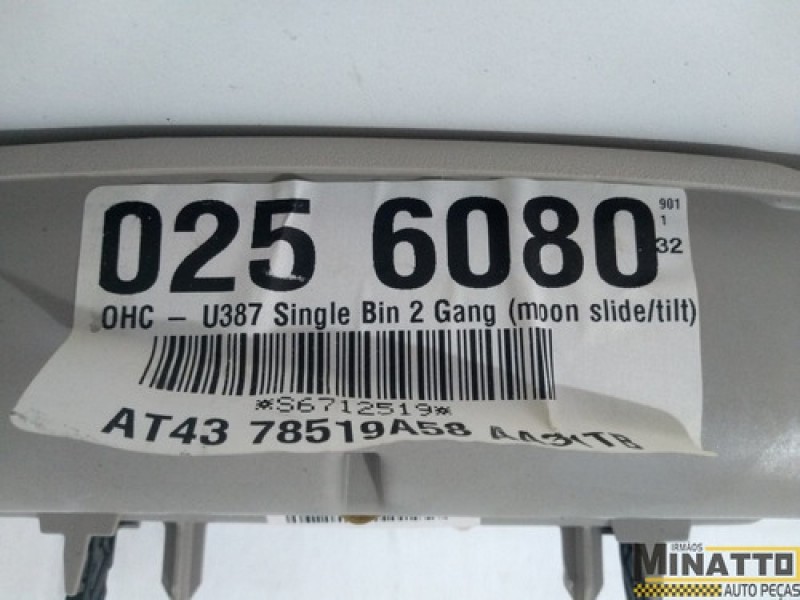 025 6080
901
1
32
OHC – U387 Single Bin 2 Gang (moon slide/tilt)
*S6712519*
AT43 78519A58
IRMÃOS
MINATTO
AUTO PEÇAS